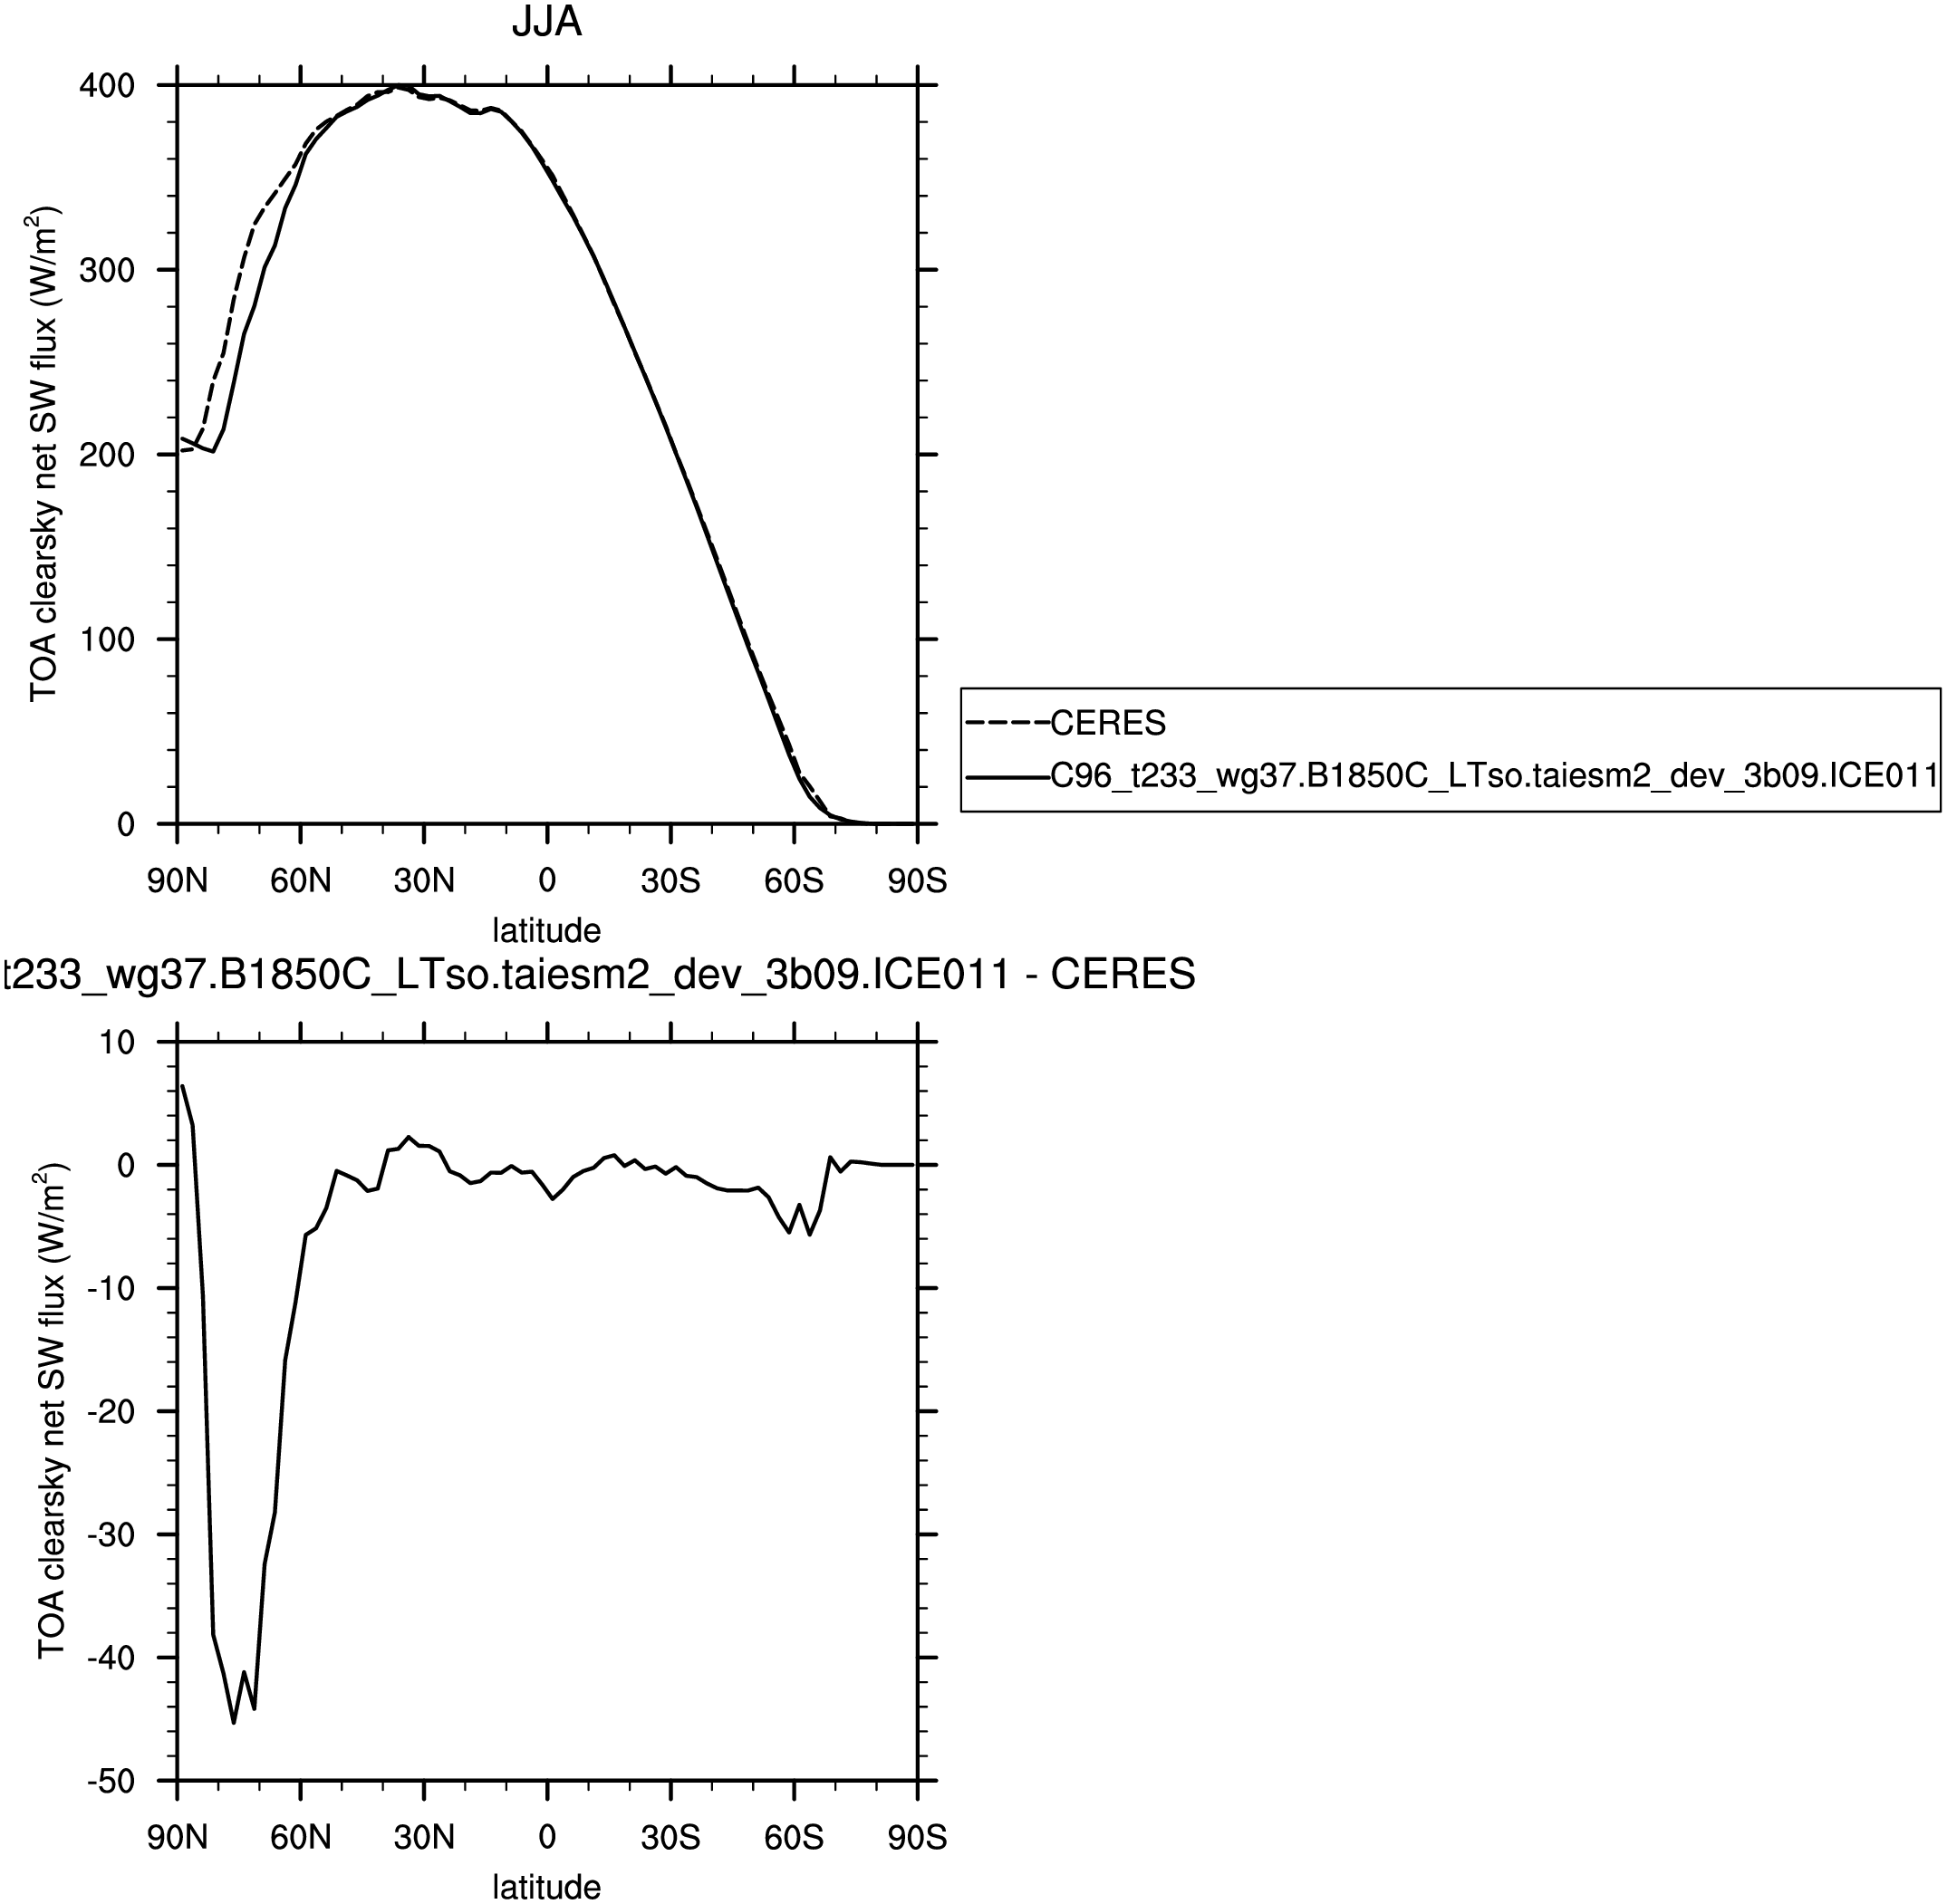 JJA
TOA clearsky net SW flux (W/m²)
400
300
200
100
0
90N 60N 30N 0 30S 60S 90S
latitude
CERES
C96_t233_wg37.B1850C_LTso.taiesm2_dev_3b09.ICE011
t233_wg37.B1850C_LTso.taiesm2_dev_3b09.ICE011 - CERES
TOA clearsky net SW flux (W/m²)
10
0
-10
-20
-30
-40
-50
90N 60N 30N 0 30S 60S 90S
latitude